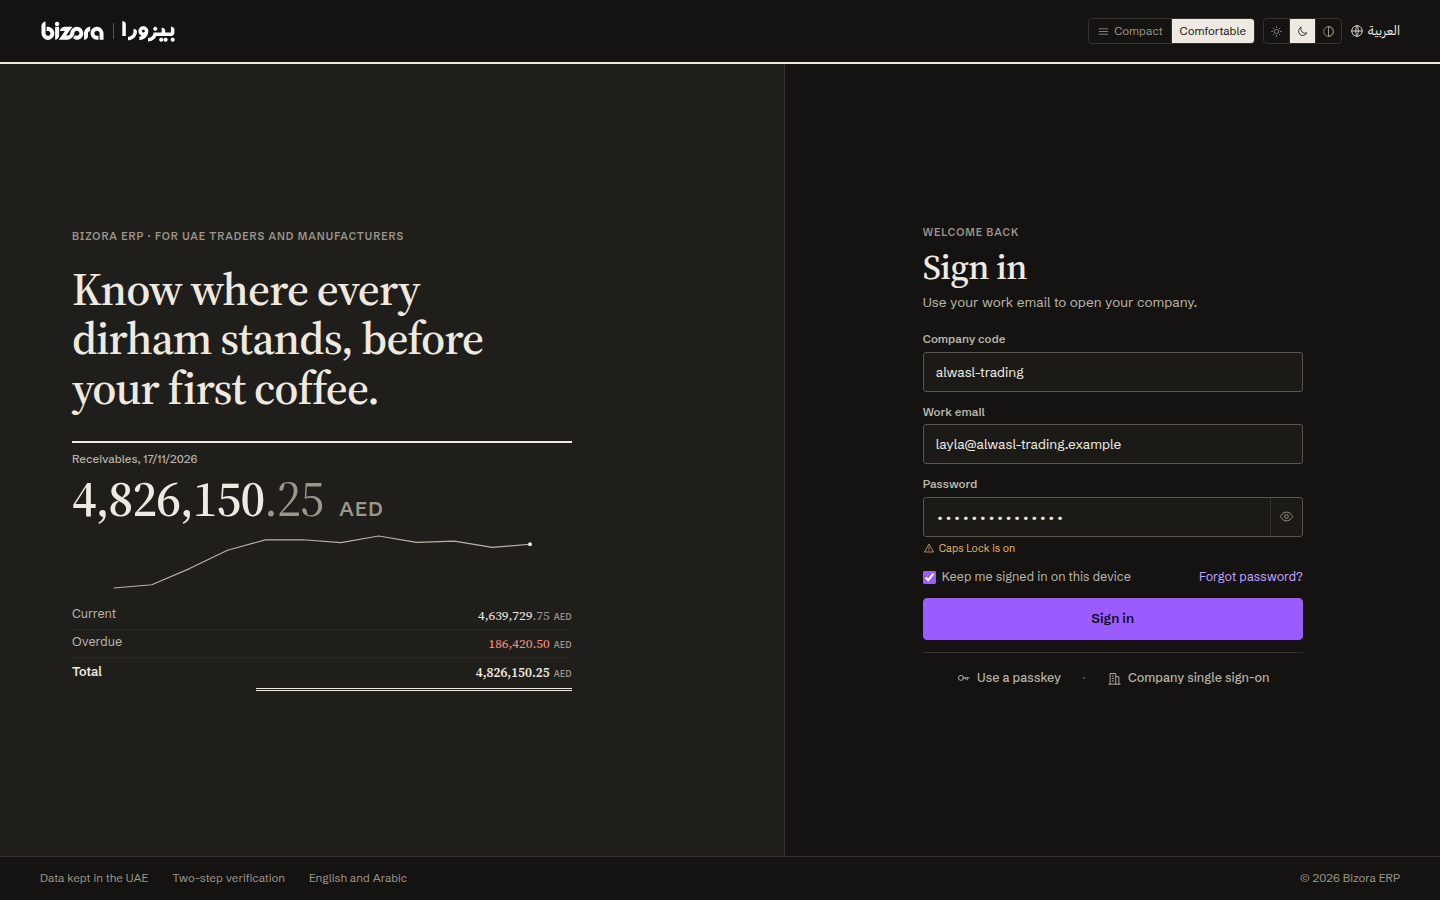 bizora | بيزورا
Compact
Comfortable
العربية
BIZORA ERP · FOR UAE TRADERS AND MANUFACTURERS
Know where every
dirham stands, before
your first coffee.
Receivables, 17/11/2026
4,826,150.25 AED
Current 4,639,729.75 AED
Overdue 186,420.50 AED
Total 4,826,150.25 AED
WELCOME BACK
Sign in
Use your work email to open your company.
Company code
alwasl-trading
Work email
layla@alwasl-trading.example
Password
•••••••••••••••
Caps Lock is on
Keep me signed in on this device Forgot password?
Sign in
Use a passkey · Company single sign-on
Data kept in the UAE Two-step verification English and Arabic © 2026 Bizora ERP